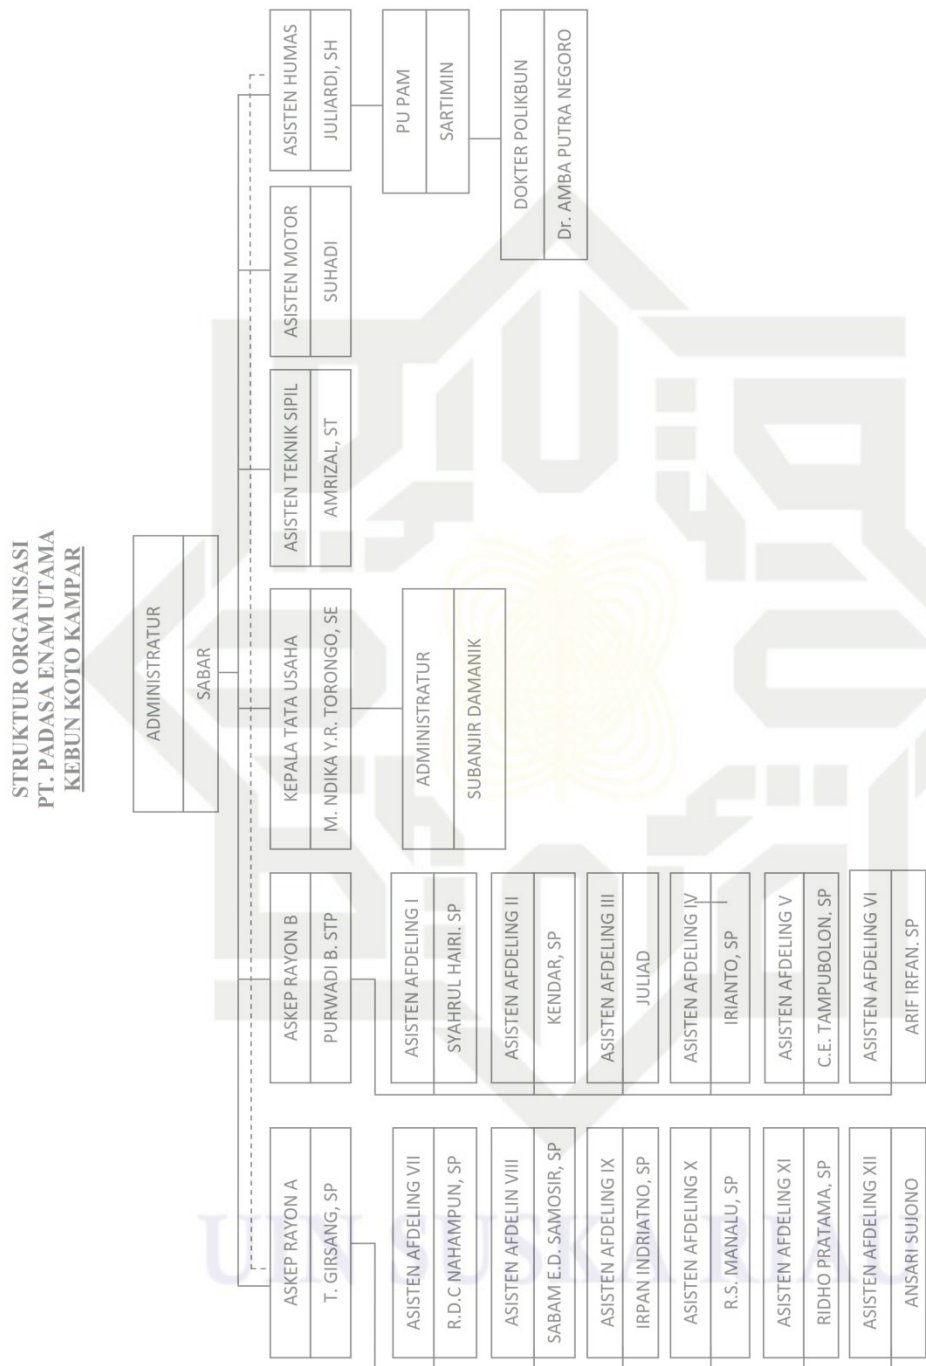 STRUKTUR ORGANISASI
PT. PADASA ENAM UTAMA
KEBUN KOTO KAMPAR
ADMINISTRATUR
SABAR
ASKEP RAYON A
T. GIRSANG, SP
ASKEP RAYON B
PURWADI B. STP
KEPALA TATA USAHA
M. NDIKA Y.R. TORONGO, SE
ASISTEN TEKNIK SIPIL
AMRIZAL, ST
ASISTEN MOTOR
SUHADI
ASISTEN HUMAS
JULIARDI, SH
ASISTEN AFDELING VII
R.D.C NAHAMPUN, SP
ASISTEN AFDELING I
SYAHRUL HAIRI. SP
ADMINISTRATUR
SUBANJIR DAMANIK
PU PAM
SARTIMIN
ASISTEN AFDELIN VIII
SABAM E.D. SAMOSIR, SP
ASISTEN AFDELING II
KENDAR, SP
DOKTER POLIKBUN
Dr. AMBA PUTRA NEGORO
ASISTEN AFDELING IX
IRPAN INDRIATNO, SP
ASISTEN AFDELING III
JULIAD
ASISTEN AFDELING X
R.S. MANALU, SP
ASISTEN AFDELING IV
IRIANTO, SP
ASISTEN AFDELING XI
RIDHO PRATAMA, SP
ASISTEN AFDELING V
C.E. TAMPUBOLON, SP
ASISTEN AFDELING XII
ANSARI SUJONO
ASISTEN AFDELING VI
ARIF IRFAN. SP
UIN SUSKA RIAU